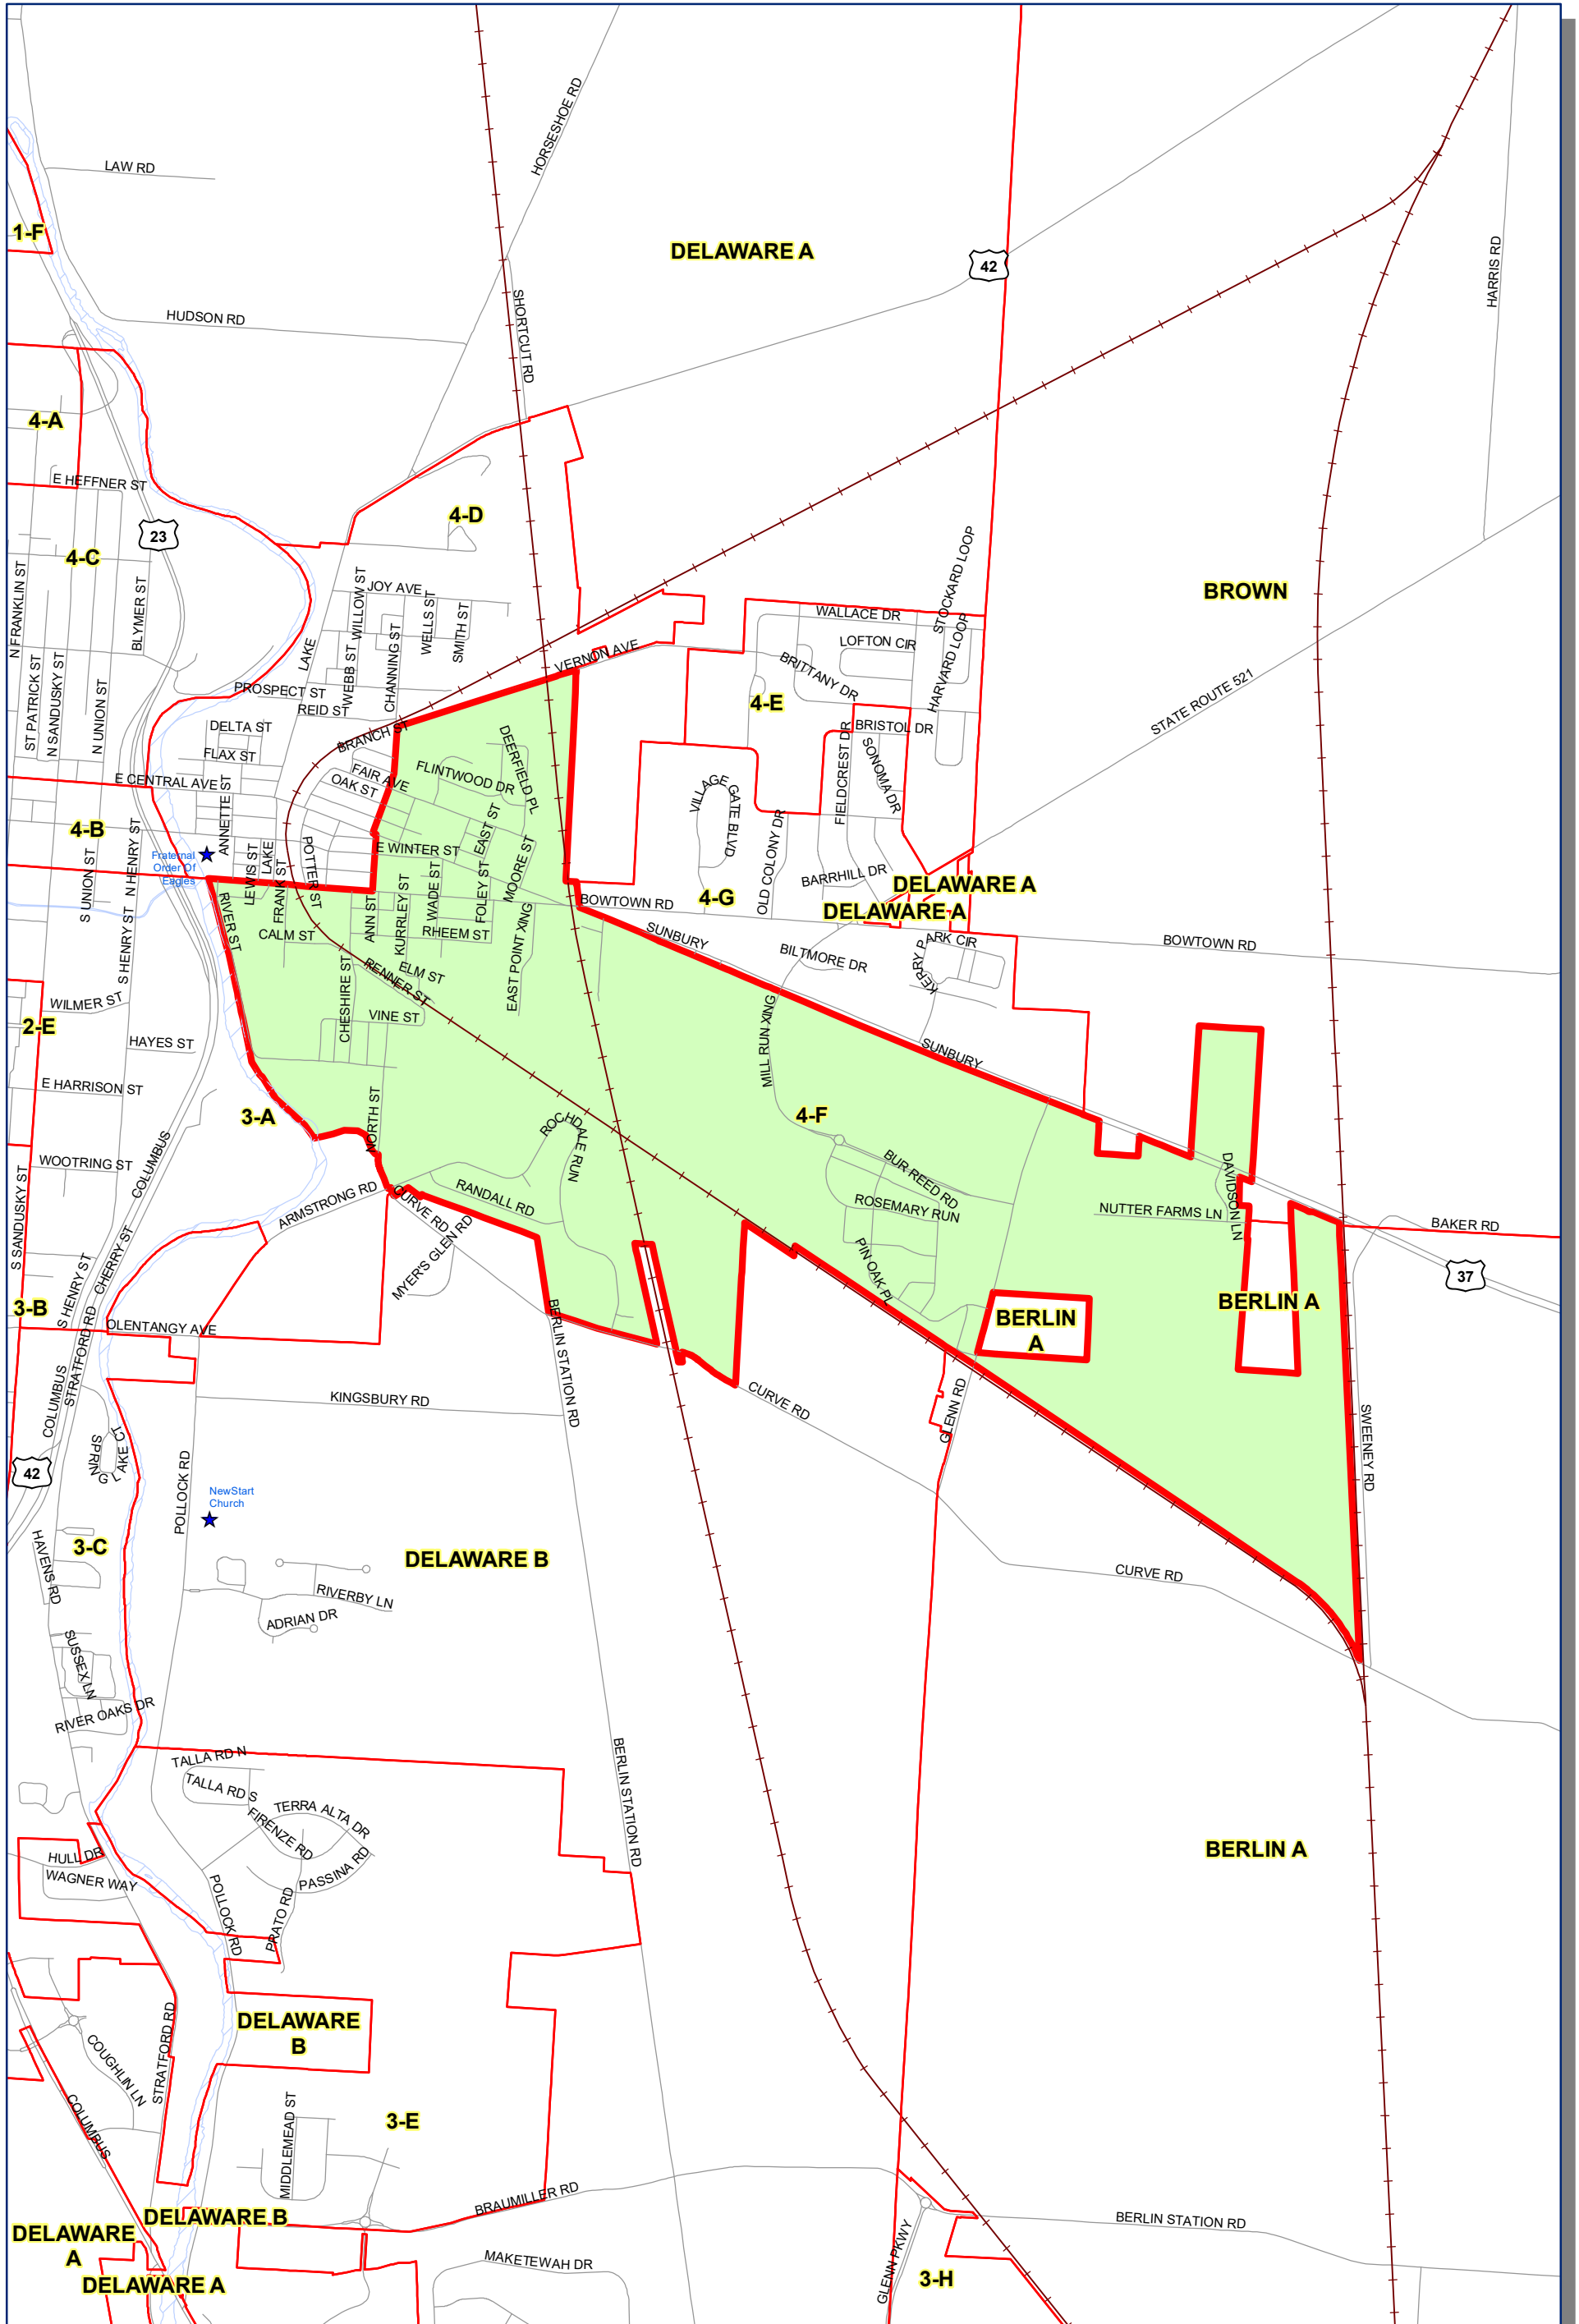 LAW RD
HORSESHOE RD
1-F
DELAWARE A
42
HARRIS RD
HUDSON RD
SHORTCUT RD
4-A
E HEFFNER ST
4-D
23
4-C
N FRANKLIN ST
BLYMER ST
JOY AVE
WILLOW ST
WELLS ST
SMITH ST
CHANNING ST
WEBB ST
LAKE
STOCKARD LOOP
BROWN
WALLACE DR
LOFTON CIR
HARVARD LOOP
VERNON AVE
BRITTANY DR
ST PATRICK ST
N SANDUSKY ST
N UNION ST
PROSPECT ST
REID ST
4-E
STATE ROUTE 521
DELTA ST
BRANCH ST
DEERFIELD PL
BRISTOL DR
FIELDCREST DR
SONOMA DR
FLAX ST
FAIR AVE
FLINTWOOD DR
OAK ST
E CENTRAL AVE
ANNETTE ST
VILLAGE
GATE BLVD
OLD COLONY DR
4-B
N HENRY ST
S UNION ST
Fraternal
Order Of
Eagles
LEWIS ST
LAKE
FRANK ST
POTTER ST
E WINTER ST
EAST ST
MOORE ST
WADE ST
FOLEY ST
BARRHILL DR
DELAWARE A
4-G
DELAWARE A
BOWTOWN RD
RIVER ST
ANN ST
KURRLEY ST
RHEEM ST
CALM ST
S HENRY ST
EAST POINT XING
SUNBURY
BILTMORE DR
KERRY PARK CIR
BOWTOWN RD
ELM ST
RENNER ST
CHESHIRE ST
VINE ST
WILMER ST
2-E
HAYES ST
MILL RUN XING
SUNBURY
E HARRISON ST
3-A
NORTH ST
4-F
ROCHDALE RUN
WOOTRING ST
COLUMBUS
S SANDUSKY ST
ARMSTRONG RD
CURVE RD
RANDALL RD
MYER'S GLEN RD
BUR REED RD
ROSEMARY RUN
PIN OAK PL
DAVIDSON LN
NUTTER FARMS LN
BAKER RD
37
S HENRY ST
CHERRY ST
3-B
STRATFORD RD
OLENTANGY AVE
BERLIN
A
BERLIN A
BERLIN STATION RD
KINGSBURY RD
CURVE RD
GLENN RD
SWEENEY RD
COLUMBUS
SPRING LAKE CT
42
POLLOCK RD
NewStart
Church
3-C
HAVENS RD
DELAWARE B
CURVE RD
RIVERBY LN
ADRIAN DR
SUSSEX LN
RIVER OAKS DR
TALLA RD N
TALLA RD S
TERRA ALTA DR
FIRENZE RD
BERLIN STATION RD
BERLIN A
HULL DR
WAGNER WAY
PASSINA RD
POLLOCK RD
PRATO RD
STRATFORD RD
DELAWARE
B
COUGHLIN LN
COLUMBUS
MIDDLEMEAD ST
3-E
BRAUMILLER RD
DELAWARE B
DELAWARE
A
DELAWARE A
BERLIN STATION RD
MAKETEWAH DR
GLENN PKWY
3-H